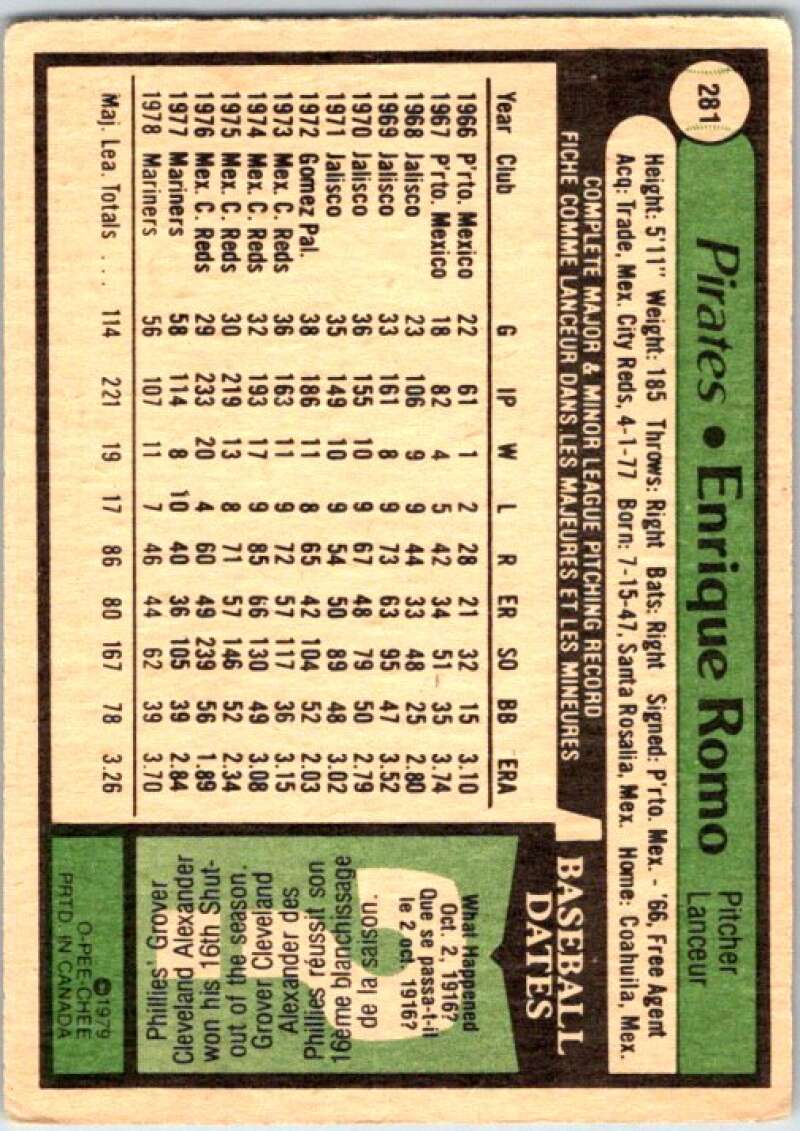 281
Pirates • Enrique Romo
Pitcher
Lanceur
Height: 5'11" Weight: 185 Throws: Right Bats: Right Signed: P'rto. Mex. - '66, Free Agent
Acq: Trade, Mex. City Reds, 4-1-77 Born: 7-15-47, Santa Rosalia, Mex. Home: Coahuila, Mex.
COMPLETE MAJOR & MINOR LEAGUE PITCHING RECORD
FICHE COMME LANCEUR DANS LES MAJEURES ET LES MINEURES
Year Club G IP W L R ER SO BB ERA
1966 P'rto. Mexico 22 61 1 2 28 21 32 15 3.10
1967 P'rto. Mexico 18 82 4 5 42 34 51 35 3.74
1968 Jalisco 23 106 9 9 44 33 48 25 2.80
1969 Jalisco 33 161 8 9 73 63 95 47 3.52
1970 Jalisco 36 155 10 9 67 48 79 50 2.79
1971 Jalisco 35 149 10 9 54 50 89 48 3.02
1972 Gomez Pal. 38 186 11 8 65 42 104 52 2.03
1973 Mex. C. Reds 36 163 11 9 72 57 117 36 3.15
1974 Mex. C. Reds 32 193 17 9 85 66 130 49 3.08
1975 Mex. C. Reds 30 219 13 8 71 57 146 52 2.34
1976 Mex. C. Reds 29 233 20 4 60 49 239 56 1.89
1977 Mariners 58 114 8 10 40 36 105 39 2.84
1978 Mariners 56 107 11 7 46 44 62 39 3.70
Maj. Lea. Totals . . . 114 221 19 17 86 80 167 78 3.26
BASEBALL
DATES
What Happened
Oct. 2, 1916?
Que se passa-t-il
le 2 oct. 1916?
Phillies' Grover
Cleveland Alexander
won his 16th Shut-
out of the season.
Grover Cleveland
Alexander des
Phillies réussit son
16eme blanchissage
de la saison.
©1979
O-PEE-CHEE
PRTD. IN CANADA